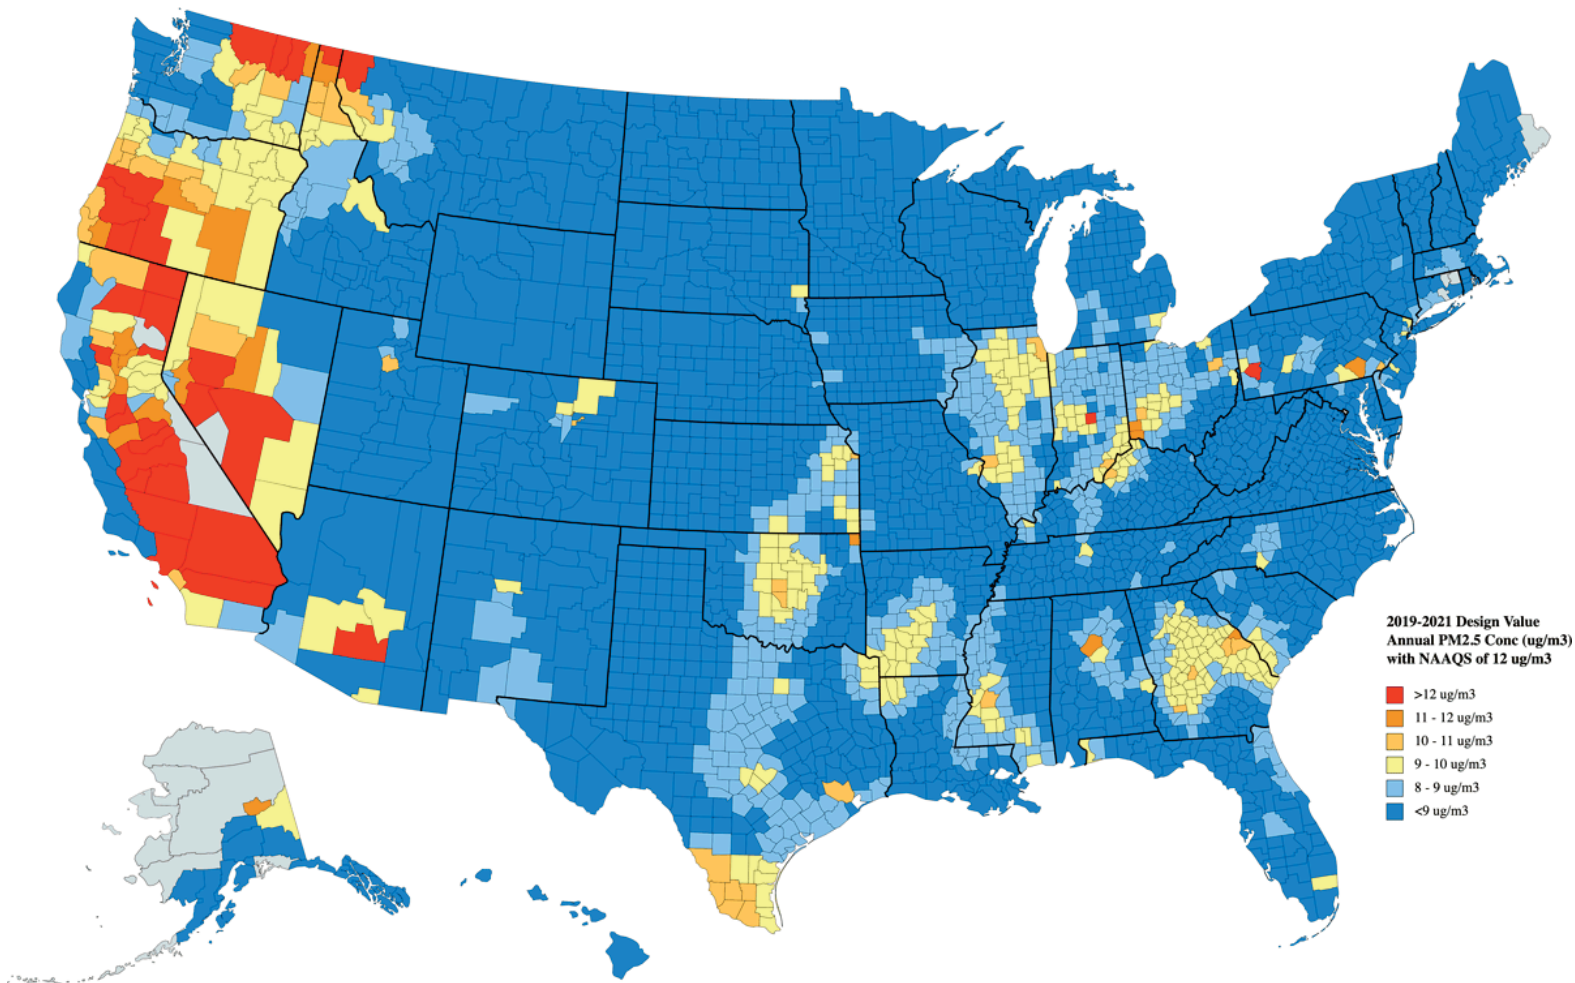 2019-2021 Design Value
Annual PM2.5 Conc (ug/m3)
with NAAQS of 12 ug/m3
>12 ug/m3
11 - 12 ug/m3
10 - 11 ug/m3
9 - 10 ug/m3
8 - 9 ug/m3
<9 ug/m3